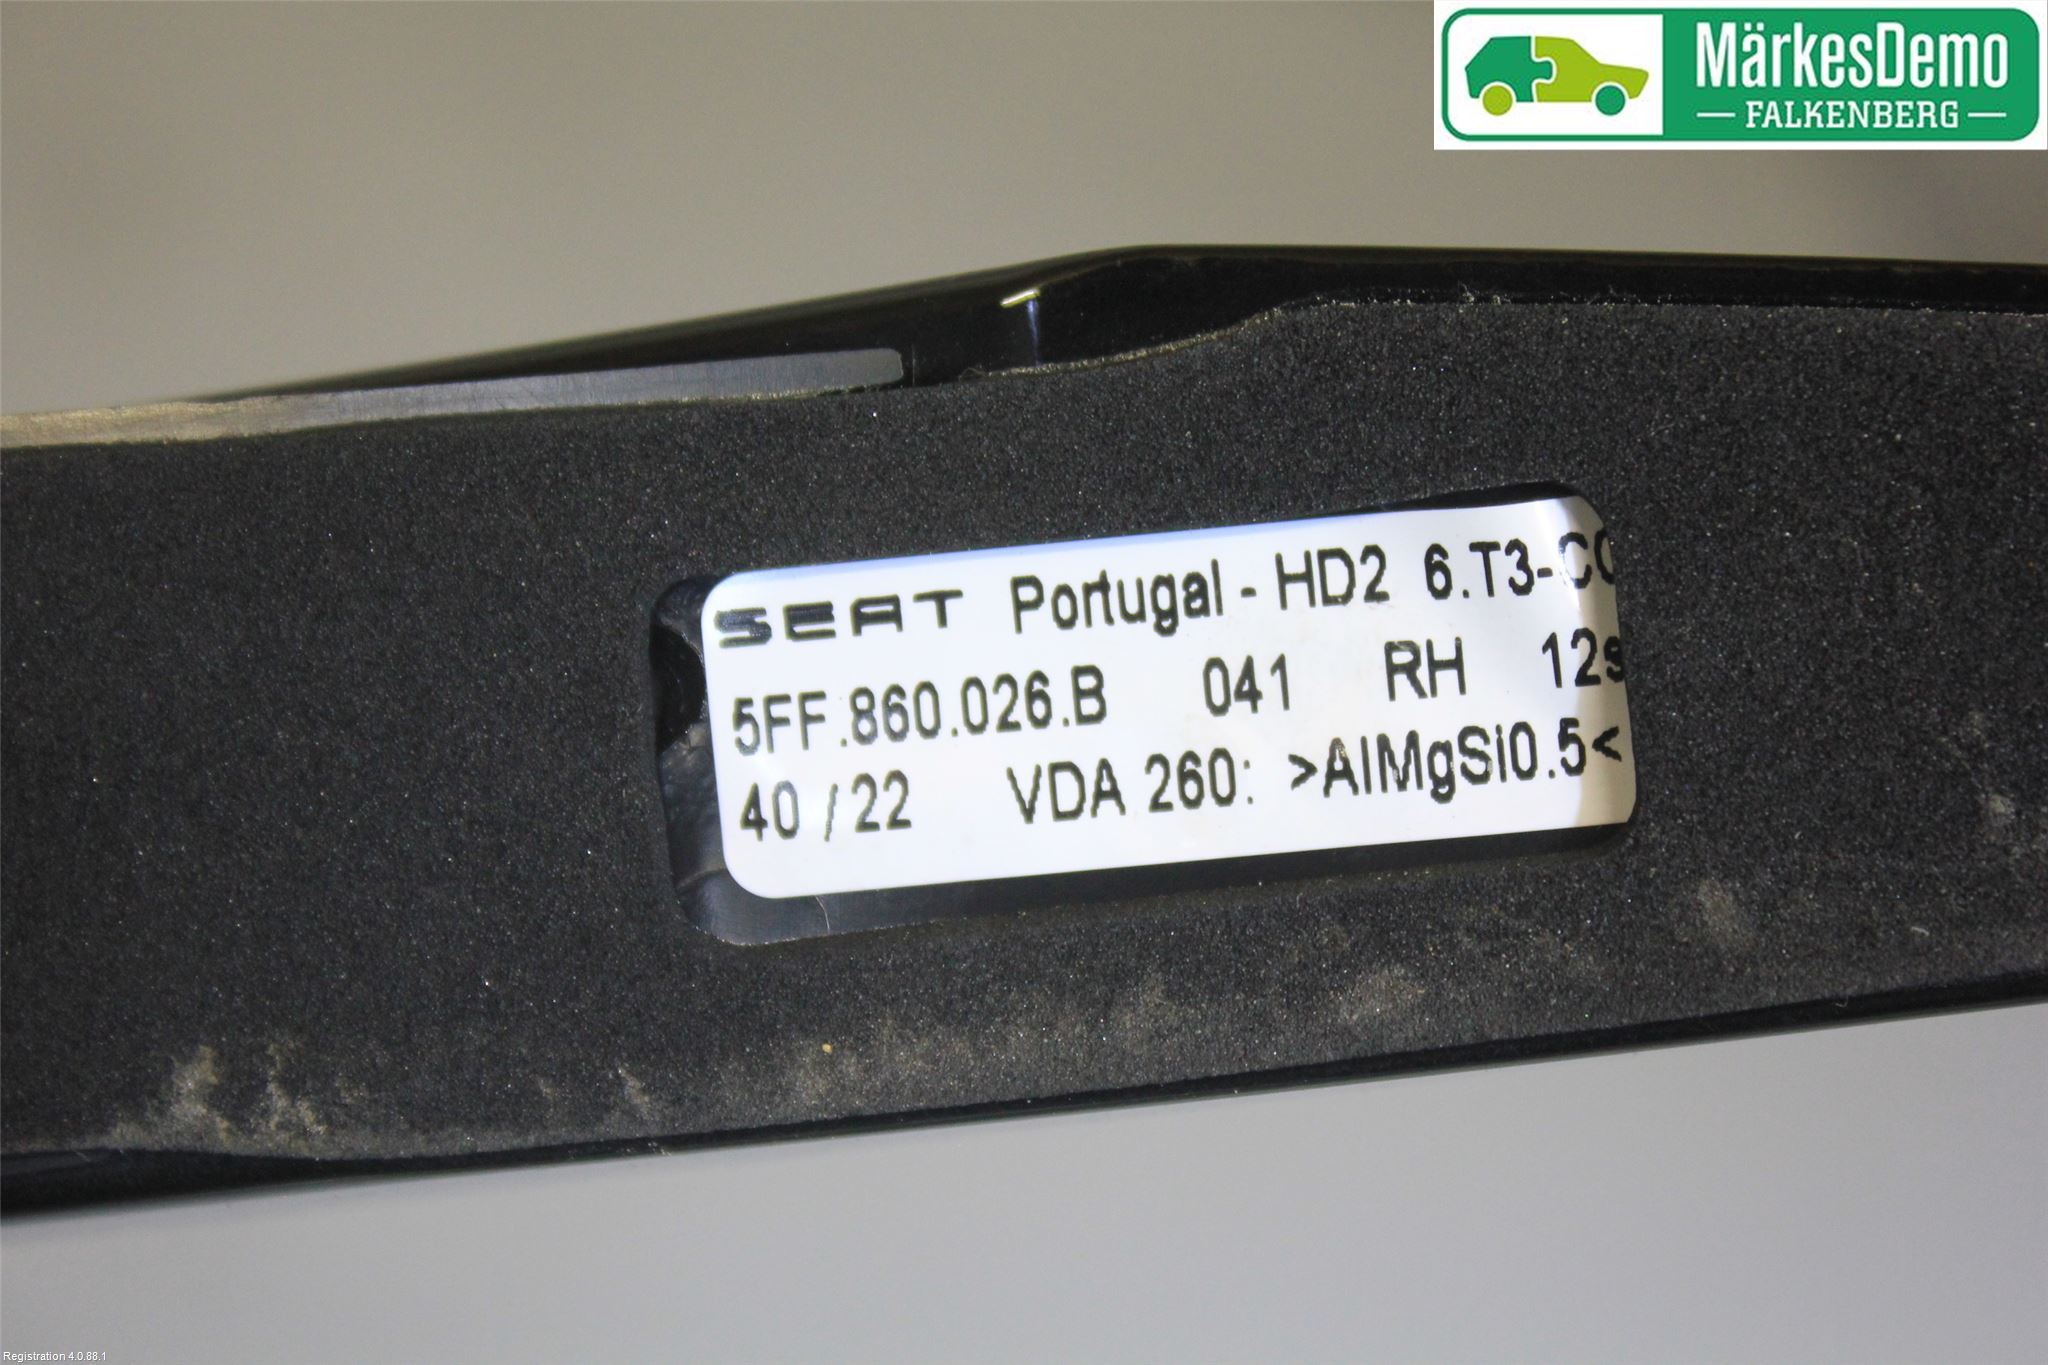 MärkesDemo
FALKENBERG
SEAT Portugal - HD2 6.T3-
5FF.860.026.B 041 RH
40 / 22 VDA 260: >AlMgSi0.5<
Registration 4.0.88.1